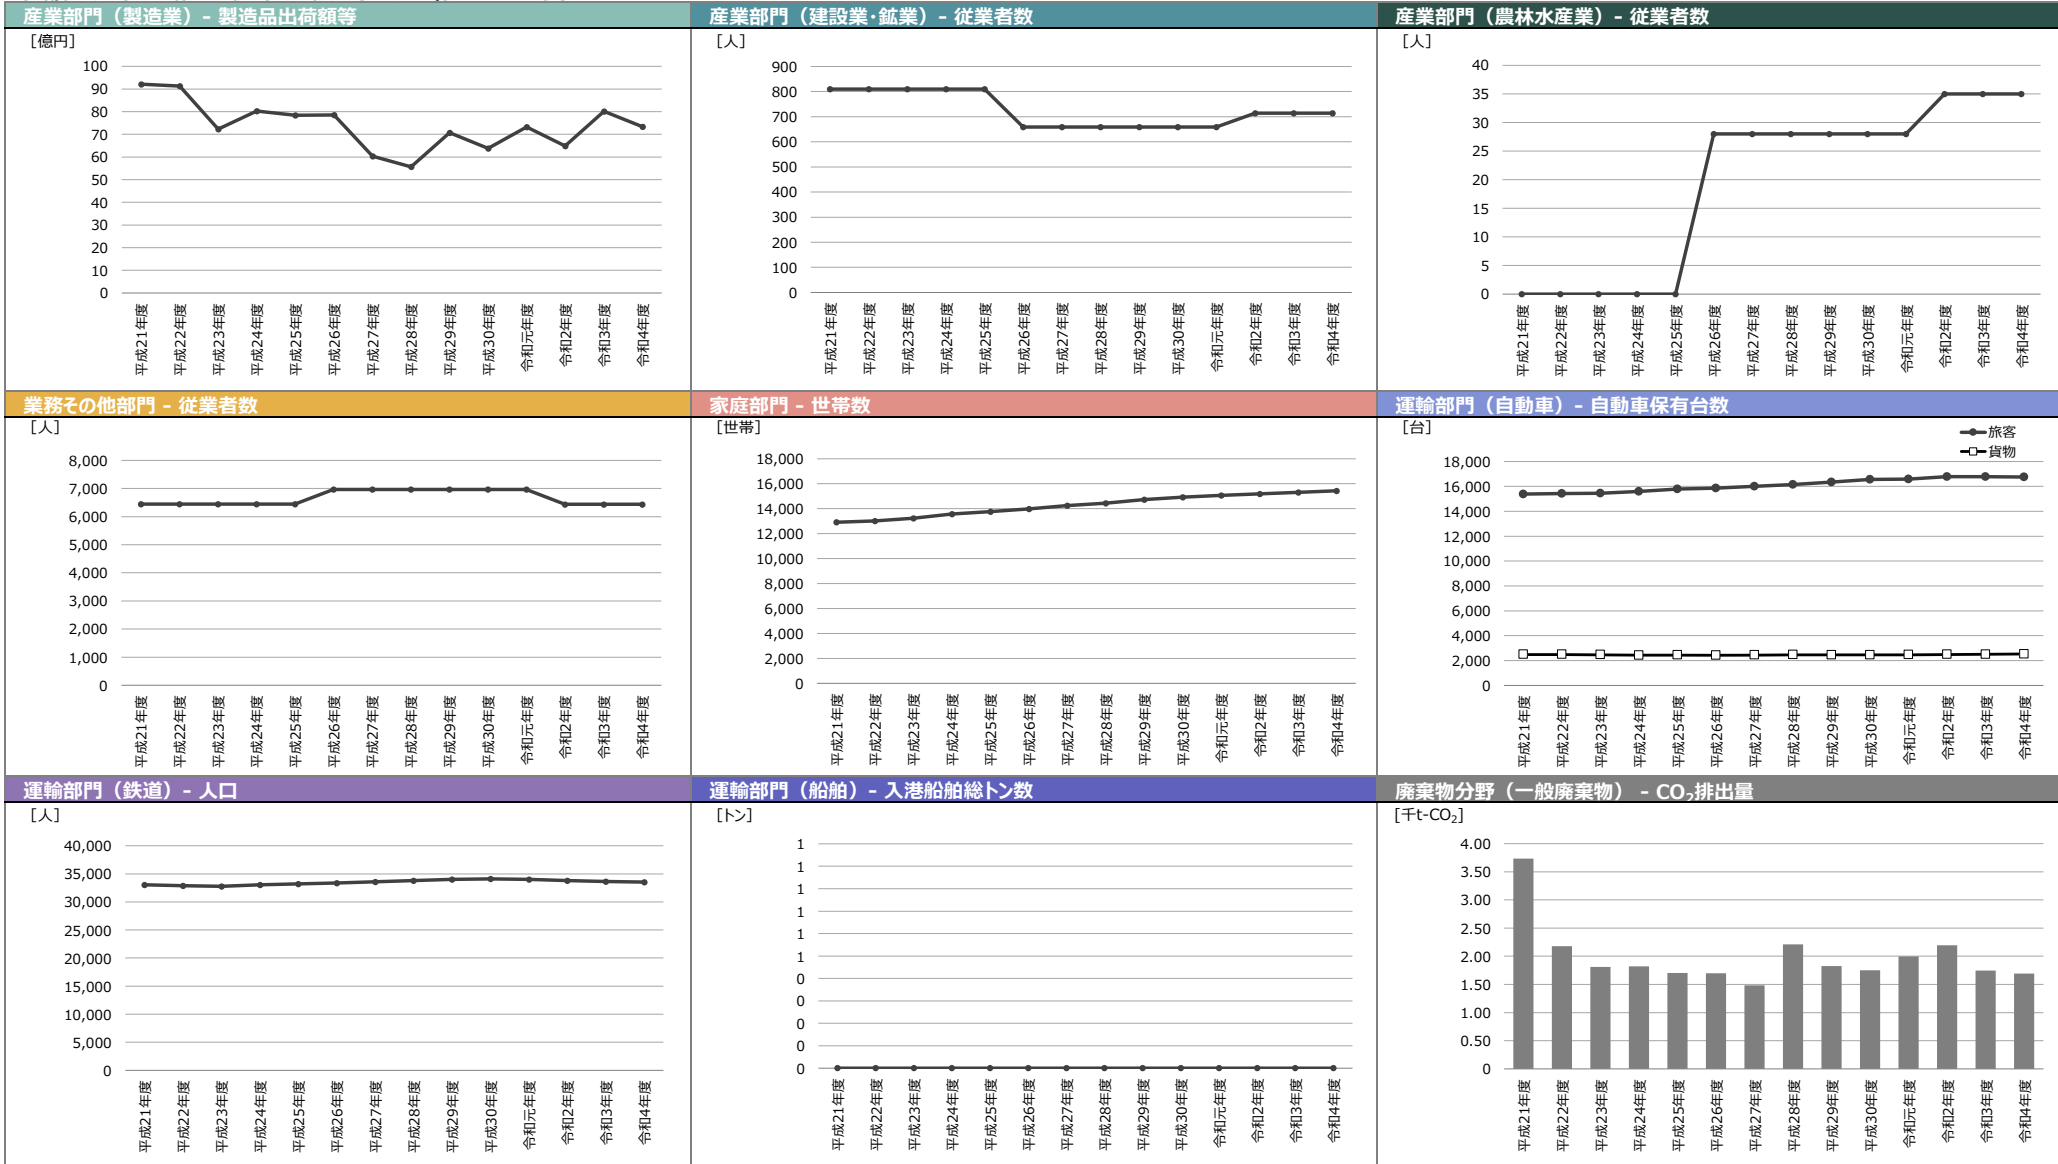 産業部門（製造業）- 製造品出荷額等
[億円]
100
90
80
70
60
50
40
30
20
10
0
平成21年度
平成22年度
平成23年度
平成24年度
平成25年度
平成26年度
平成27年度
平成28年度
平成29年度
平成30年度
令和元年度
令和2年度
令和3年度
令和4年度
産業部門（建設業・鉱業）- 従業者数
[人]
900
800
700
600
500
400
300
200
100
0
平成21年度
平成22年度
平成23年度
平成24年度
平成25年度
平成26年度
平成27年度
平成28年度
平成29年度
平成30年度
令和元年度
令和2年度
令和3年度
令和4年度
産業部門（農林水産業）- 従業者数
[人]
40
35
30
25
20
15
10
5
0
平成21年度
平成22年度
平成23年度
平成24年度
平成25年度
平成26年度
平成27年度
平成28年度
平成29年度
平成30年度
令和元年度
令和2年度
令和3年度
令和4年度
業務その他部門 - 従業者数
[人]
8,000
7,000
6,000
5,000
4,000
3,000
2,000
1,000
0
平成21年度
平成22年度
平成23年度
平成24年度
平成25年度
平成26年度
平成27年度
平成28年度
平成29年度
平成30年度
令和元年度
令和2年度
令和3年度
令和4年度
家庭部門 - 世帯数
[世帯]
18,000
16,000
14,000
12,000
10,000
8,000
6,000
4,000
2,000
0
平成21年度
平成22年度
平成23年度
平成24年度
平成25年度
平成26年度
平成27年度
平成28年度
平成29年度
平成30年度
令和元年度
令和2年度
令和3年度
令和4年度
運輸部門（自動車）- 自動車保有台数
[台]
旅客
貨物
18,000
16,000
14,000
12,000
10,000
8,000
6,000
4,000
2,000
0
平成21年度
平成22年度
平成23年度
平成24年度
平成25年度
平成26年度
平成27年度
平成28年度
平成29年度
平成30年度
令和元年度
令和2年度
令和3年度
令和4年度
運輸部門（鉄道）- 人口
[人]
40,000
35,000
30,000
25,000
20,000
15,000
10,000
5,000
0
平成21年度
平成22年度
平成23年度
平成24年度
平成25年度
平成26年度
平成27年度
平成28年度
平成29年度
平成30年度
令和元年度
令和2年度
令和3年度
令和4年度
運輸部門（船舶）- 入港船舶総トン数
[トン]
1
1
1
1
1
1
0
0
0
0
0
平成21年度
平成22年度
平成23年度
平成24年度
平成25年度
平成26年度
平成27年度
平成28年度
平成29年度
平成30年度
令和元年度
令和2年度
令和3年度
令和4年度
廃棄物分野（一般廃棄物） - CO₂排出量
[千t-CO₂]
4.00
3.50
3.00
2.50
2.00
1.50
1.00
0.50
0
平成21年度
平成22年度
平成23年度
平成24年度
平成25年度
平成26年度
平成27年度
平成28年度
平成29年度
平成30年度
令和元年度
令和2年度
令和3年度
令和4年度